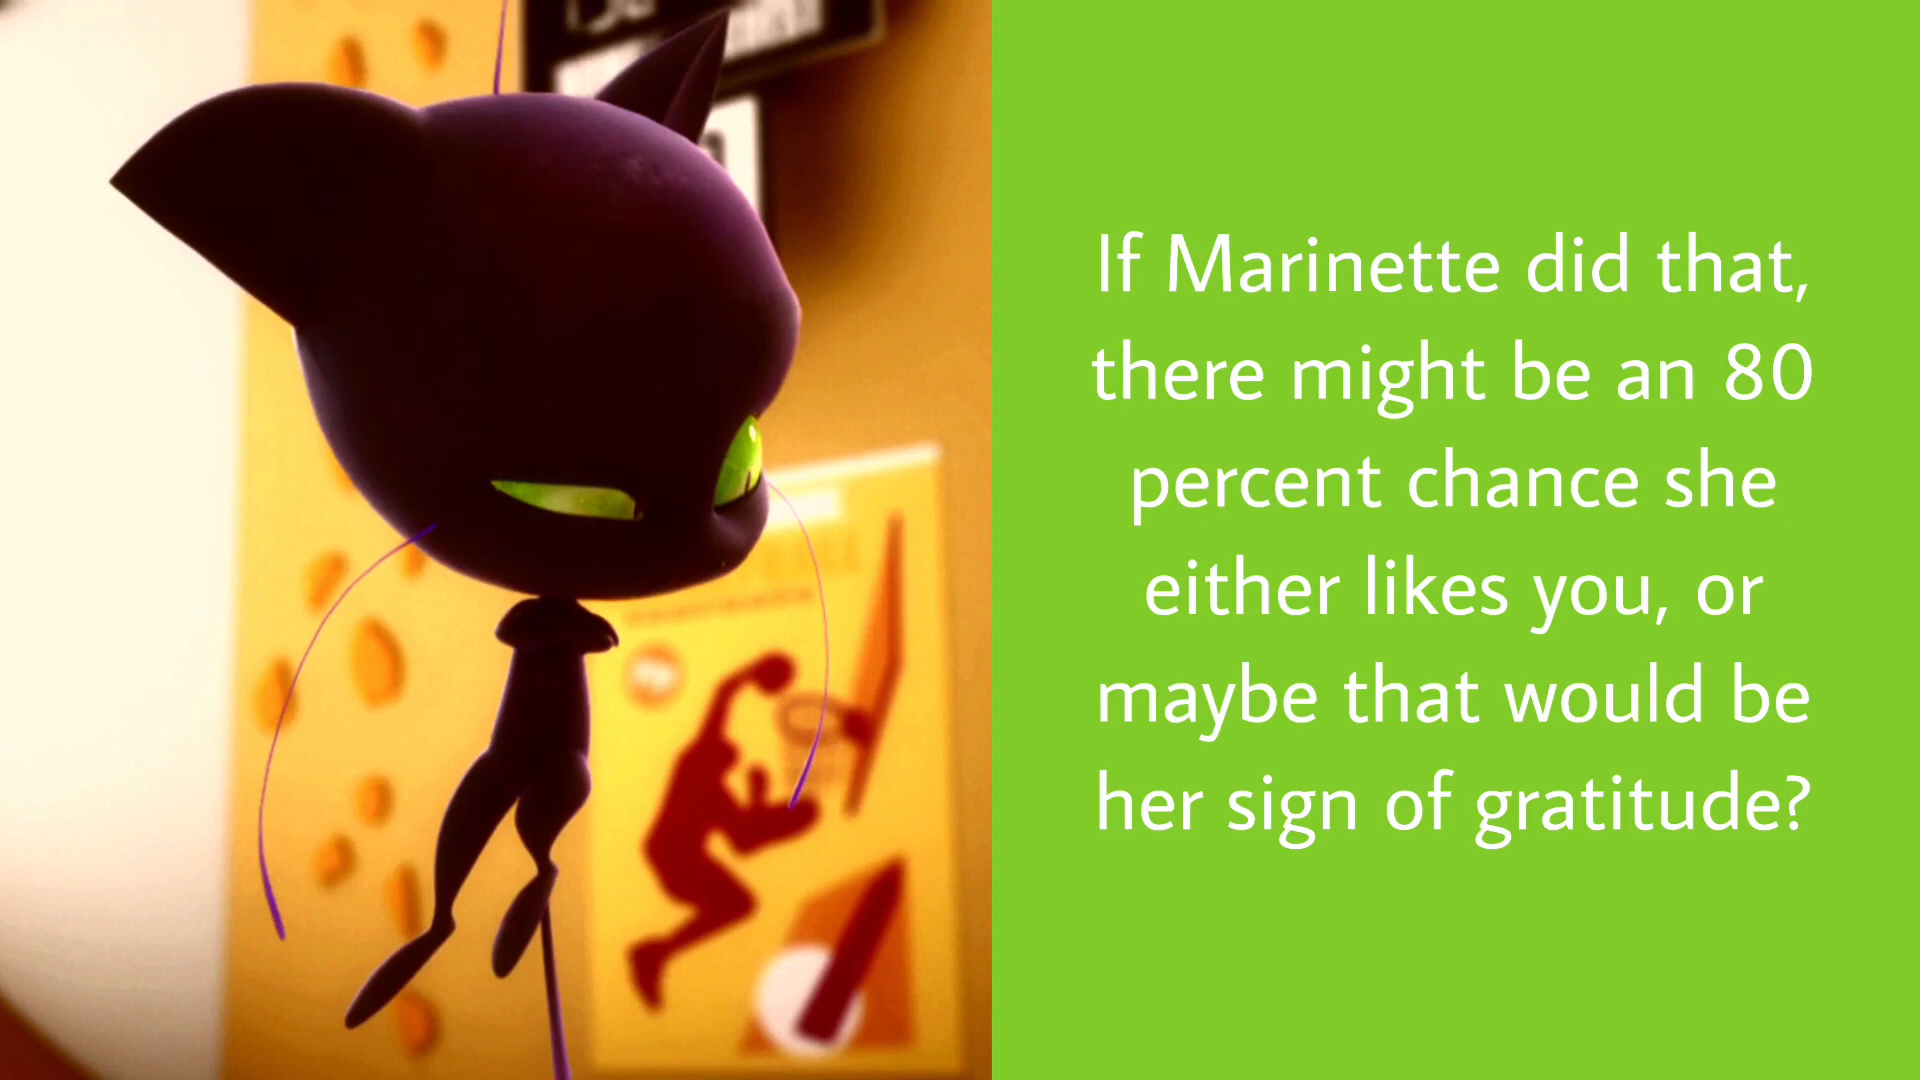 If Marinette did that,
there might be an 80
percent chance she
either likes you, or
maybe that would be
her sign of gratitude?